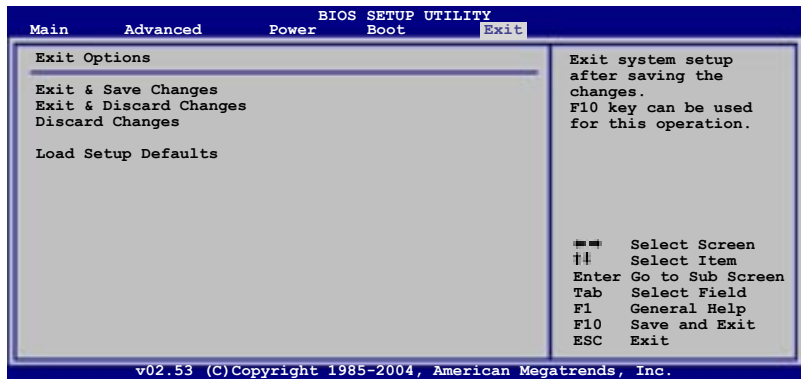 BIOS SETUP UTILITY
Main Advanced Power Boot Exit
Exit Options
Exit & Save Changes
Exit & Discard Changes
Discard Changes
Load Setup Defaults
Exit system setup
after saving the
changes.
F10 key can be used
for this operation.
←→ Select Screen
↑↓ Select Item
Enter Go to Sub Screen
Tab Select Field
F1 General Help
F10 Save and Exit
ESC Exit
v02.53 (C)Copyright 1985-2004, American Megatrends, Inc.